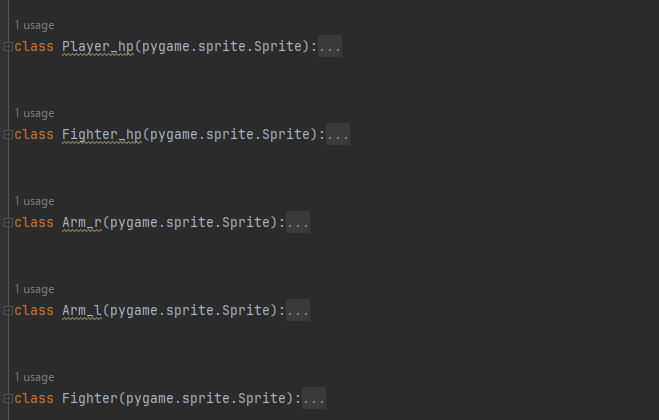 1 usage
class Player_hp(pygame.sprite.Sprite):...
1 usage
class Fighter_hp(pygame.sprite.Sprite):...
1 usage
class Arm_r(pygame.sprite.Sprite):...
1 usage
class Arm_l(pygame.sprite.Sprite):...
1 usage
class Fighter(pygame.sprite.Sprite):...